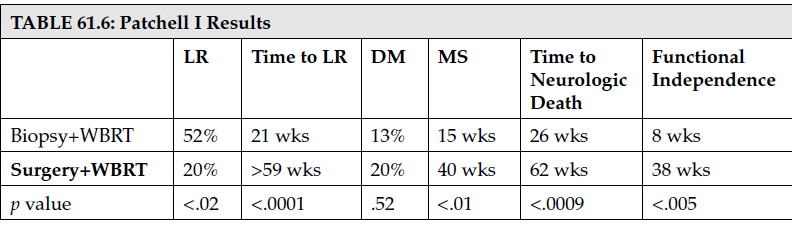 TABLE 61.6: Patchell I Results
LR Time to LR DM MS Time to Neurologic Death Functional Independence
Biopsy+WBRT 52% 21 wks 13% 15 wks 26 wks 8 wks
Surgery+WBRT 20% >59 wks 20% 40 wks 62 wks 38 wks
p value <.02 <.0001 .52 <.01 <.0009 <.005